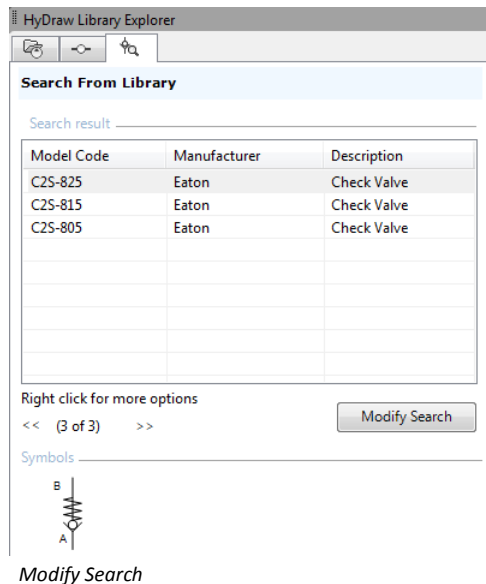 HyDraw Library Explorer
Search From Library
Search result
Model Code Manufacturer Description
C2S-825 Eaton Check Valve
C2S-815 Eaton Check Valve
C2S-805 Eaton Check Valve
Right click for more options
<< (3 of 3) >>
Modify Search
Symbols
B
A
Modify Search